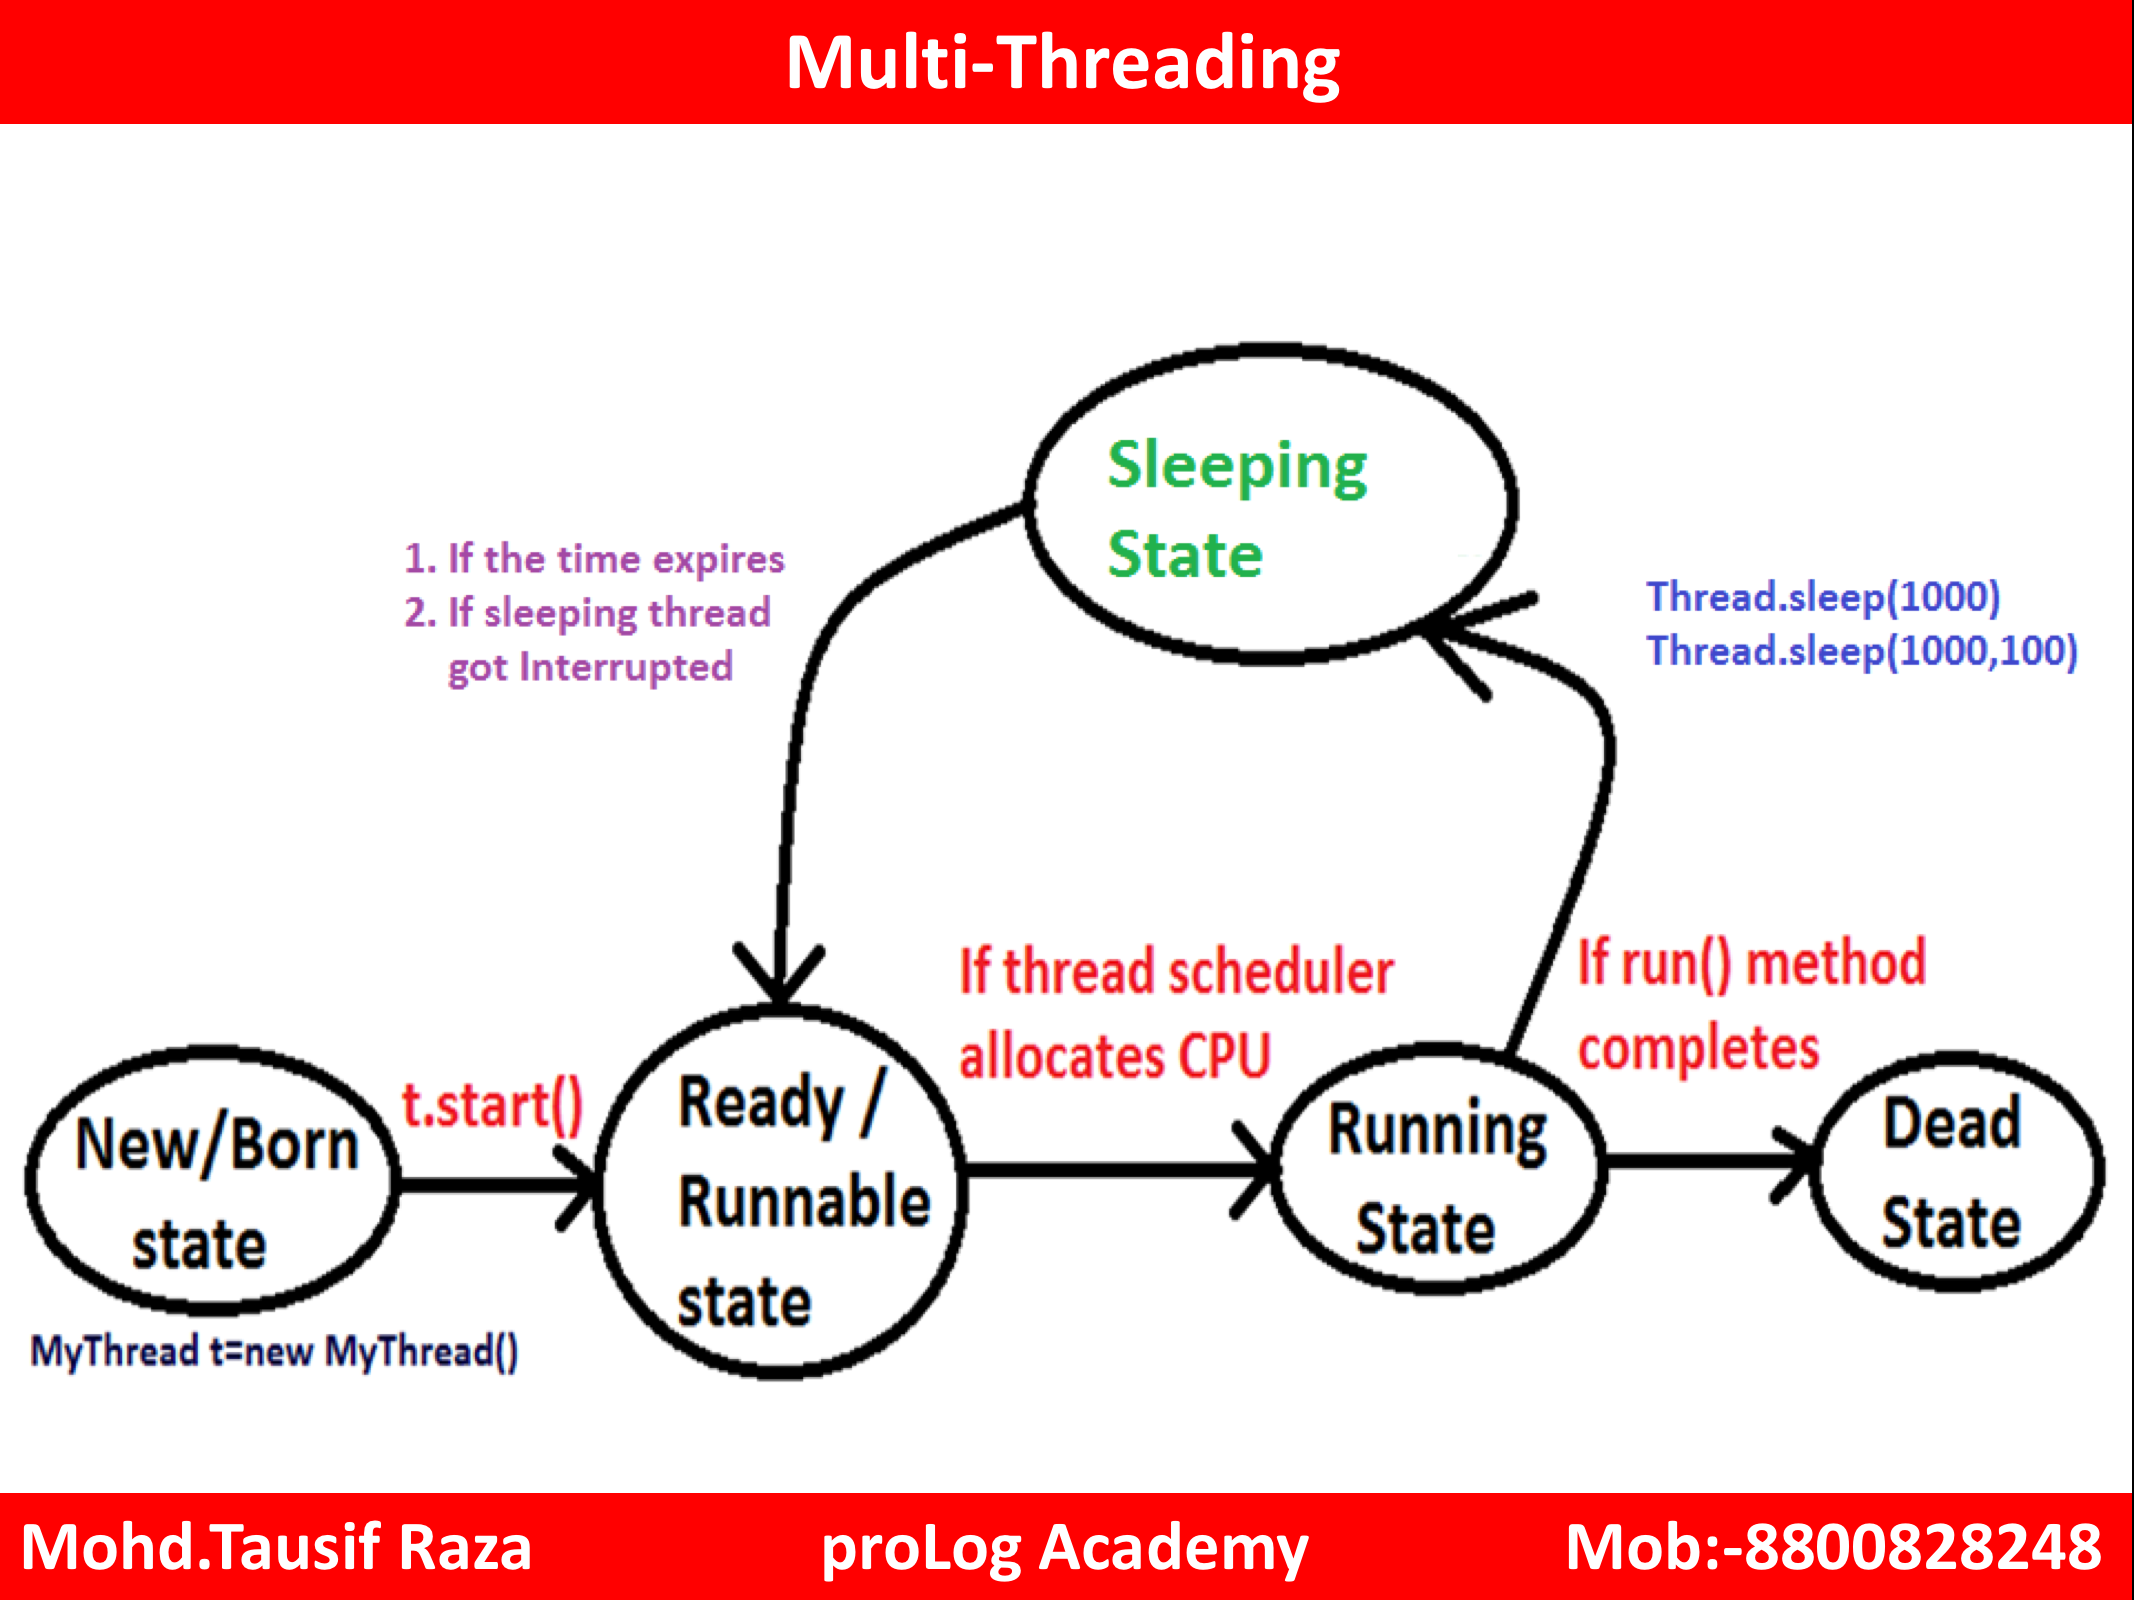 Multi-Threading
Sleeping
State
1. If the time expires
2. If sleeping thread
got Interrupted
Thread.sleep(1000)
Thread.sleep(1000,100)
If thread scheduler
allocates CPU
If run() method
completes
t.start()
New/Born
state
Ready /
Runnable
state
Running
State
Dead
State
MyThread t=new MyThread()
Mohd.Tausif Raza proLog Academy Mob:-8800828248